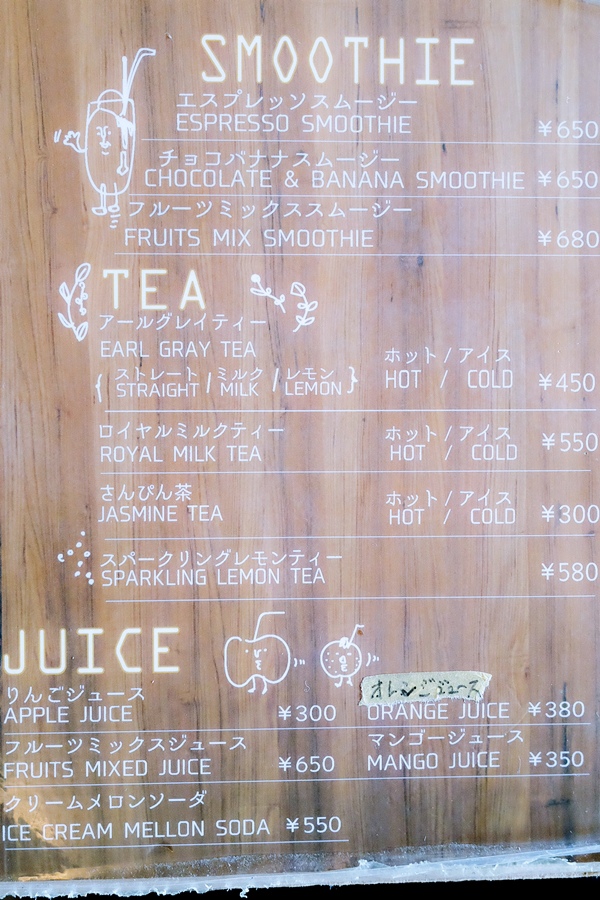 SMOOTHIE
エスプレッソスムージー
ESPRESSO SMOOTHIE ¥650
チョコバナナスムージー
CHOCOLATE & BANANA SMOOTHIE ¥650
フルーツミックススムージー
FRUITS MIX SMOOTHIE ¥680
TEA
アールグレイティー
EARL GRAY TEA
ホット / アイス
{ ストレート / ミルク / レモン }
STRAIGHT / MILK / LEMON
HOT / COLD ¥450
ロイヤルミルクティー ホット / アイス
ROYAL MILK TEA HOT / COLD ¥550
さんぴん茶 ホット / アイス
JASMINE TEA HOT / COLD ¥300
スパークリングレモンティー
SPARKLING LEMON TEA ¥580
JUICE
りんごジュース オレンジジュース
APPLE JUICE ¥300 ORANGE JUICE ¥380
フルーツミックスジュース マンゴージュース
FRUITS MIXED JUICE ¥650 MANGO JUICE ¥350
クリームメロンソーダ
ICE CREAM MELLON SODA ¥550